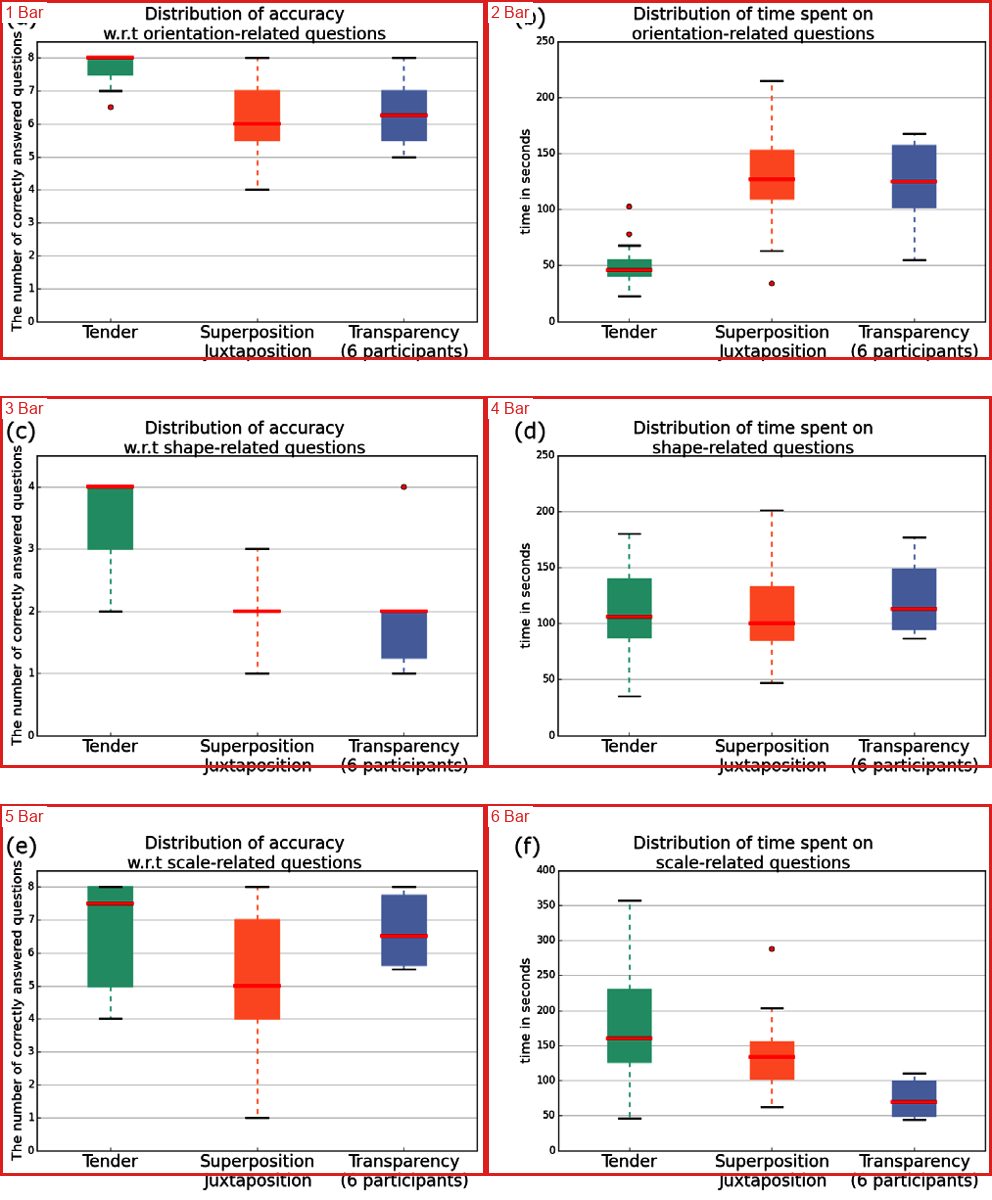 1 Bar
(a)
Distribution of accuracy
w.r.t orientation-related questions
The number of correctly answered questions
8
7
6
5
4
3
2
1
0
Tender
Superposition
Juxtaposition
Transparency
(6 participants)
2 Bar
(b)
Distribution of time spent on
orientation-related questions
time in seconds
250
200
150
100
50
0
Tender
Superposition
Juxtaposition
Transparency
(6 participants)
3 Bar
(c)
Distribution of accuracy
w.r.t shape-related questions
The number of correctly answered questions
4
3
2
1
0
Tender
Superposition
Juxtaposition
Transparency
(6 participants)
4 Bar
(d)
Distribution of time spent on
shape-related questions
time in seconds
250
200
150
100
50
0
Tender
Superposition
Juxtaposition
Transparency
(6 participants)
5 Bar
(e)
Distribution of accuracy
w.r.t scale-related questions
The number of correctly answered questions
8
7
6
5
4
3
2
1
0
Tender
Superposition
Juxtaposition
Transparency
(6 participants)
6 Bar
(f)
Distribution of time spent on
scale-related questions
time in seconds
400
350
300
250
200
150
100
50
0
Tender
Superposition
Juxtaposition
Transparency
(6 participants)